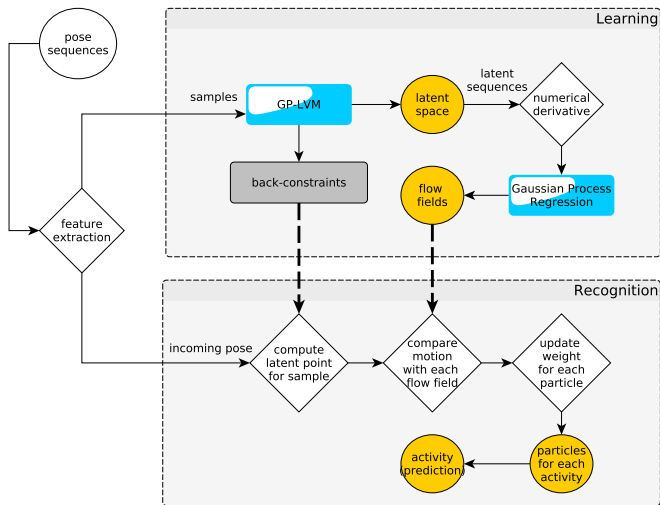 Learning
pose
sequences
samples
GP-LVM
latent
space
latent
sequences
numerical
derivative
back-constraints
flow
fields
Gaussian Process
Regression
feature
extraction
Recognition
incoming pose
compute
latent point
for sample
compare
motion
with each
flow field
update
weight
for each
particle
activity
(prediction)
particles
for each
activity